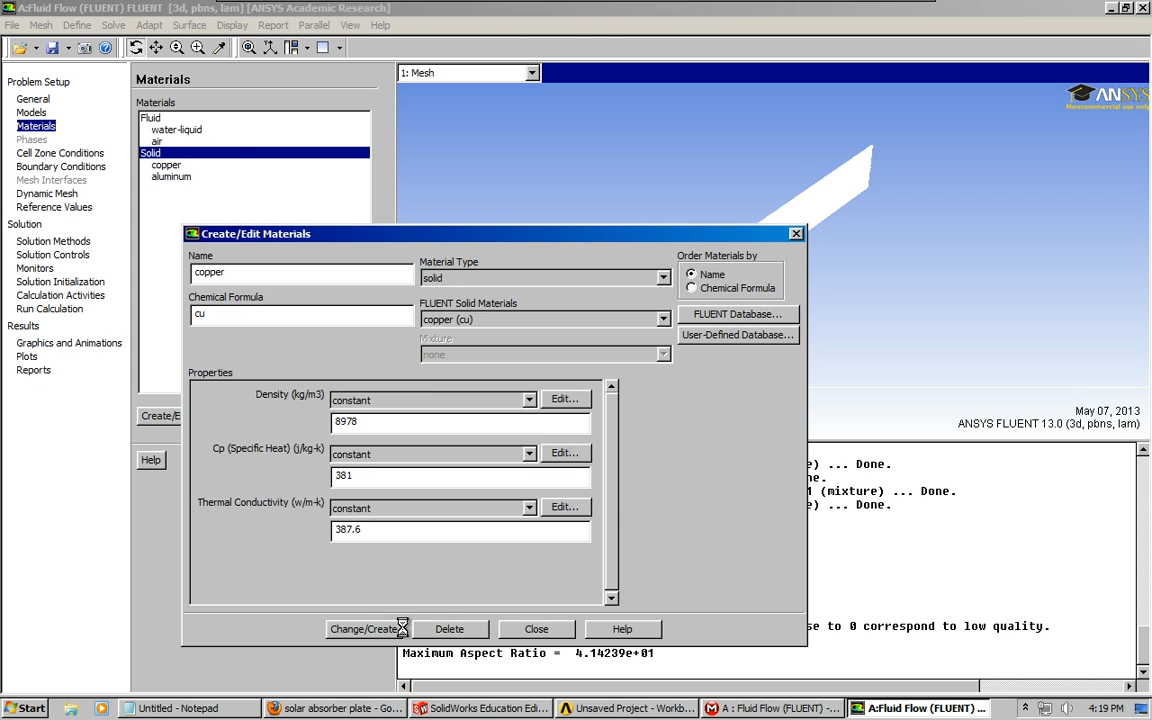 A:Fluid Flow (FLUENT) FLUENT [3d, pbns, lam] [ANSYS Academic Research]
File Mesh Define Solve Adapt Surface Display Report Parallel View Help
Problem Setup
General
Models
Materials
Phases
Cell Zone Conditions
Boundary Conditions
Mesh Interfaces
Dynamic Mesh
Reference Values
Solution
Solution Methods
Solution Controls
Monitors
Solution Initialization
Calculation Activities
Run Calculation
Results
Graphics and Animations
Plots
Reports
Materials
Materials
Fluid
water-liquid
air
Solid
copper
aluminum
Create/E
Help
1: Mesh
ANSYS
Noncommercial use only
May 07, 2013
ANSYS FLUENT 13.0 (3d, pbns, lam)
Create/Edit Materials
Name
copper
Chemical Formula
cu
Material Type
solid
FLUENT Solid Materials
copper (cu)
Mixture
none
Order Materials by
Name
Chemical Formula
FLUENT Database...
User-Defined Database...
Properties
Density (kg/m3)
constant
Edit...
8978
Cp (Specific Heat) (j/kg-k)
constant
Edit...
381
Thermal Conductivity (w/m-k)
constant
Edit...
387.6
Change/Create
Delete
Close
Help
e) ... Done.
ne.
1 (mixture) ... Done.
e) ... Done.
se to 0 correspond to low quality.
Maximum Aspect Ratio = 4.14239e+01
Start
Untitled - Notepad
solar absorber plate - Go...
SolidWorks Education Edi...
Unsaved Project - Workb...
A : Fluid Flow (FLUENT) -...
A:Fluid Flow (FLUENT) ...
4:19 PM